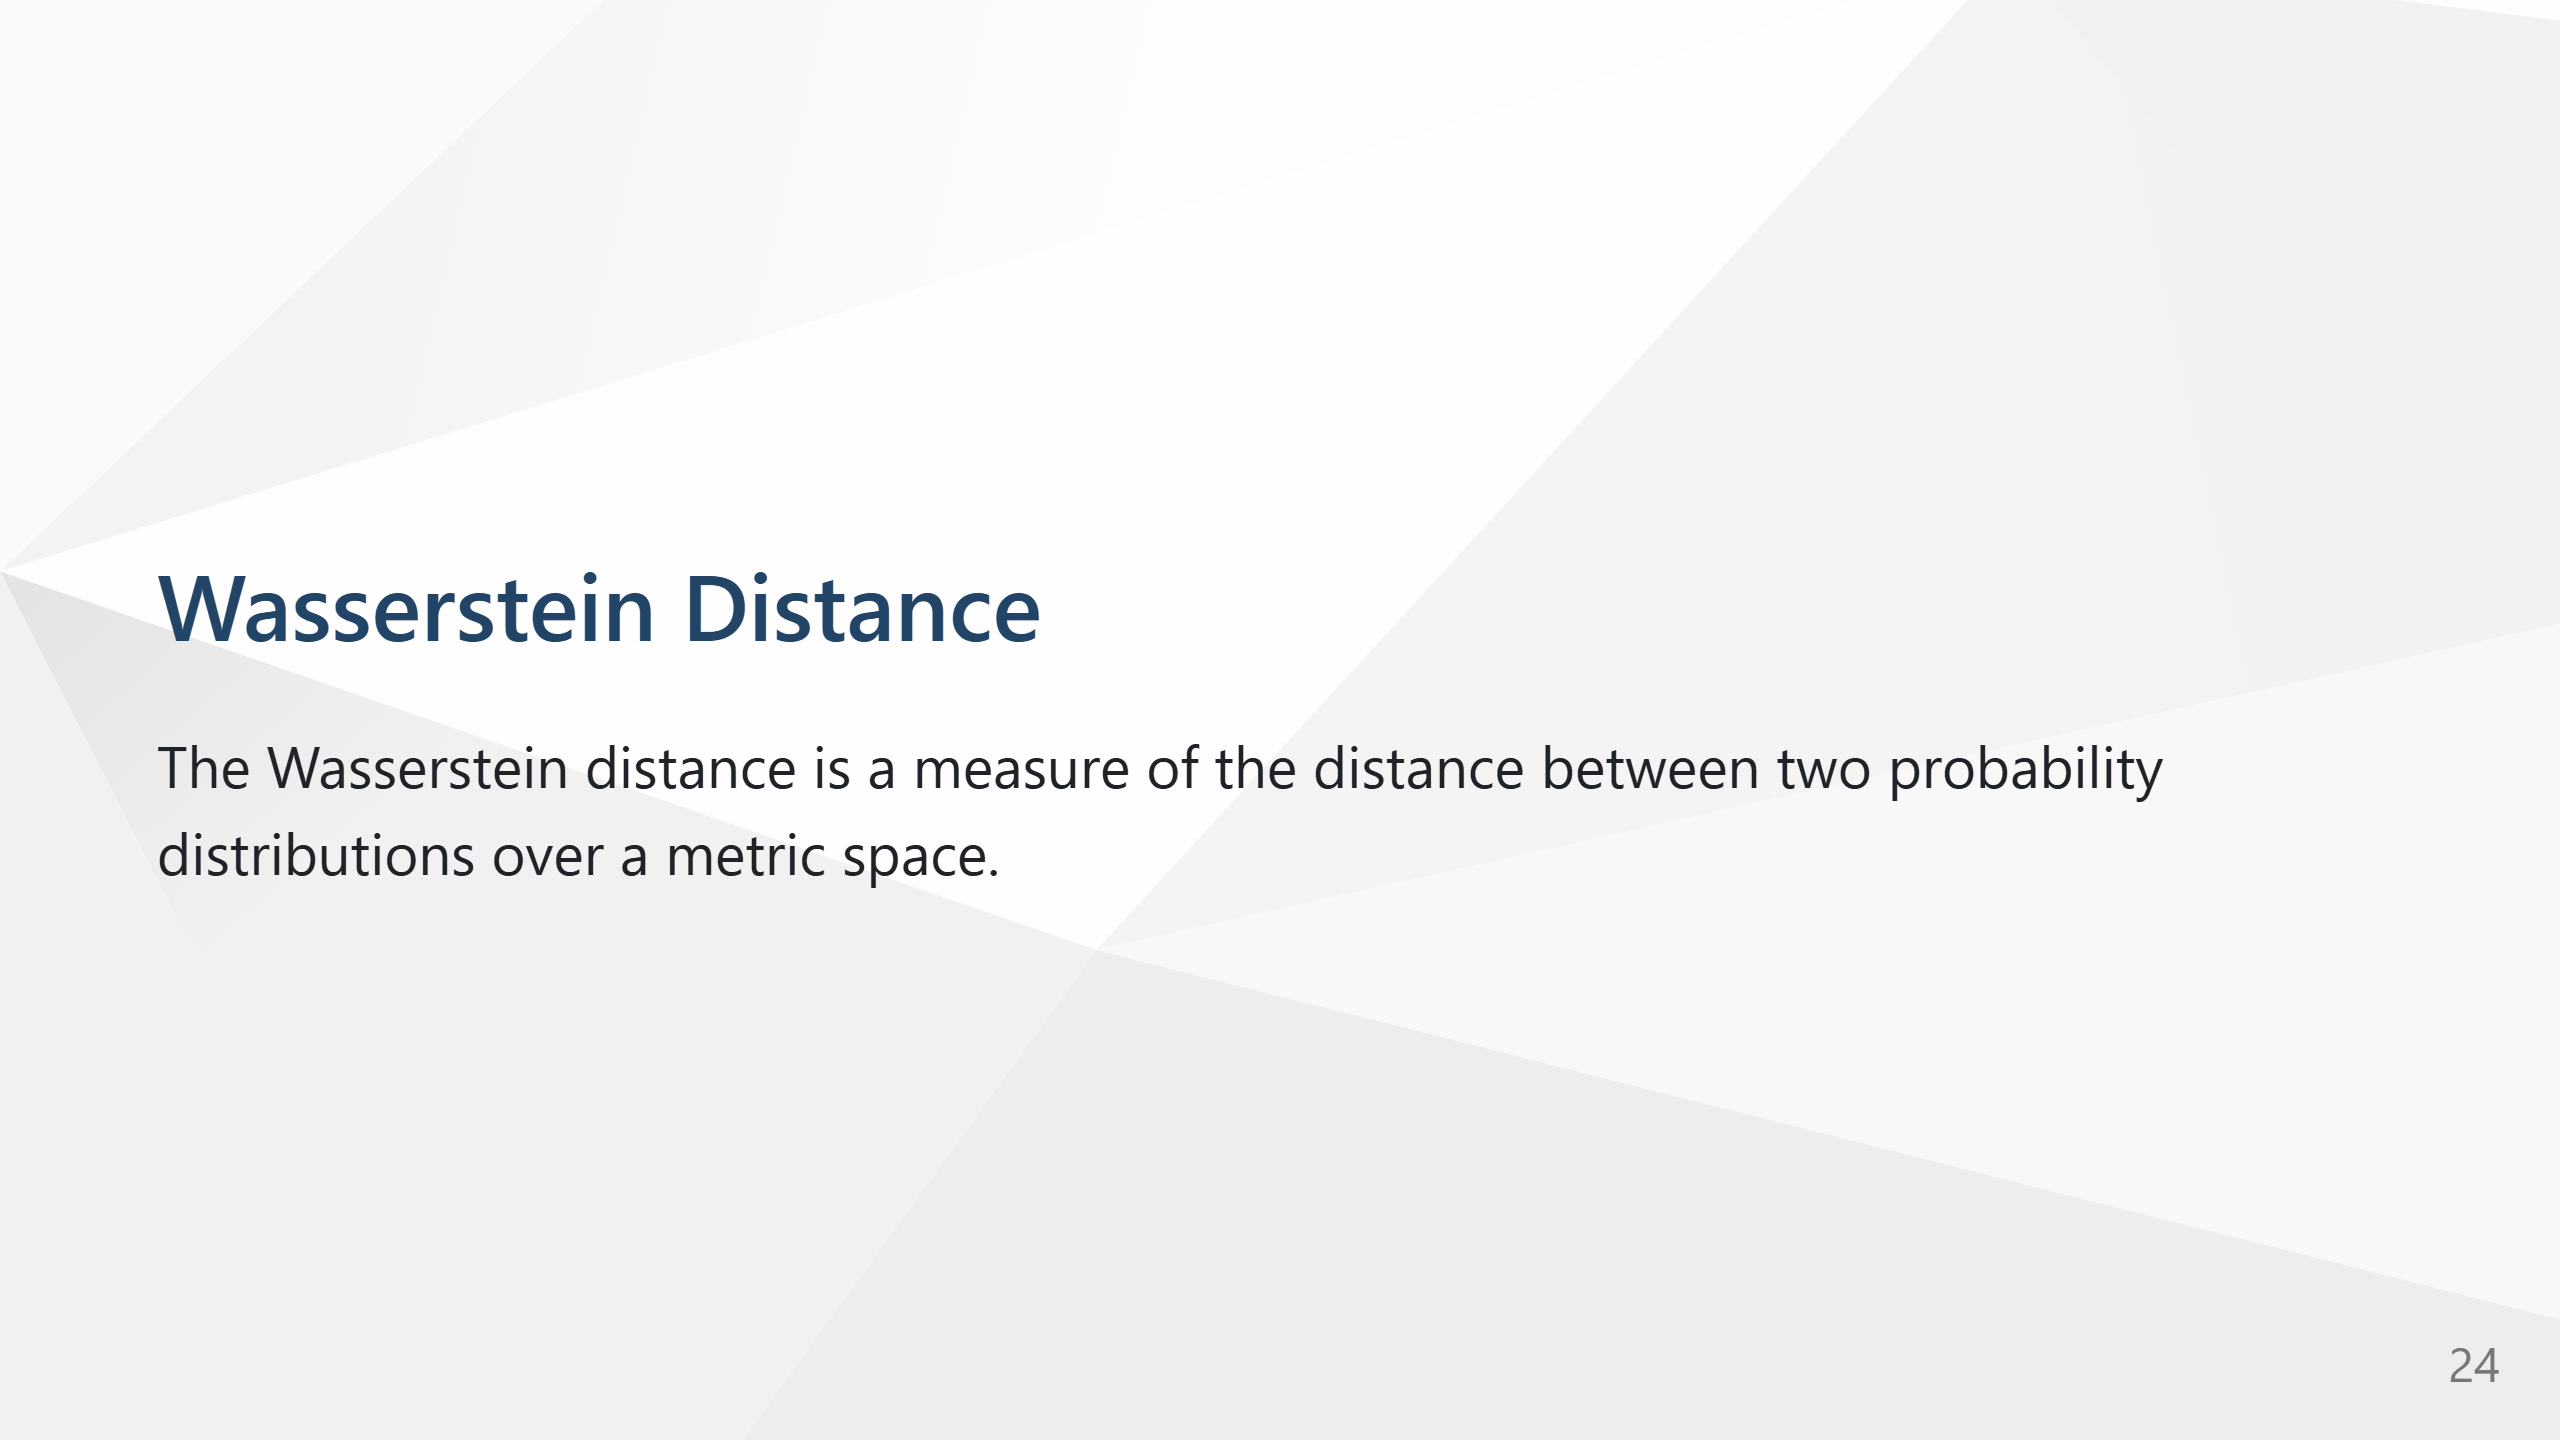 Wasserstein Distance
The Wasserstein distance is a measure of the distance between two probability
distributions over a metric space.
24